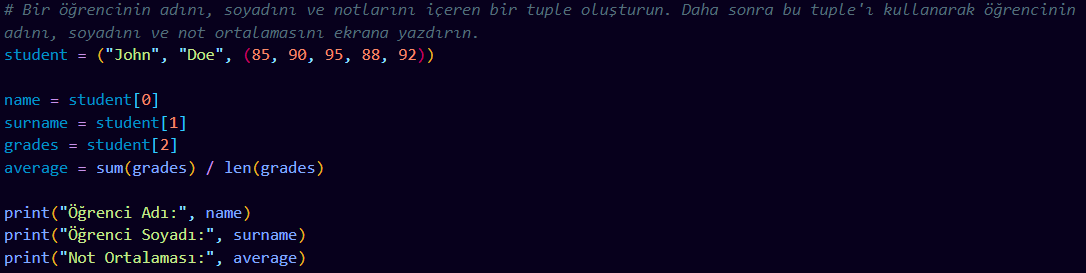 # Bir öğrencinin adını, soyadını ve notlarını içeren bir tuple oluşturun. Daha sonra bu tuple'ı kullanarak öğrencinin
adını, soyadını ve not ortalamasını ekrana yazdırın.
student = ("John", "Doe", (85, 90, 95, 88, 92))
name = student[0]
surname = student[1]
grades = student[2]
average = sum(grades) / len(grades)
print("Öğrenci Adı:", name)
print("Öğrenci Soyadı:", surname)
print("Not Ortalaması:", average)